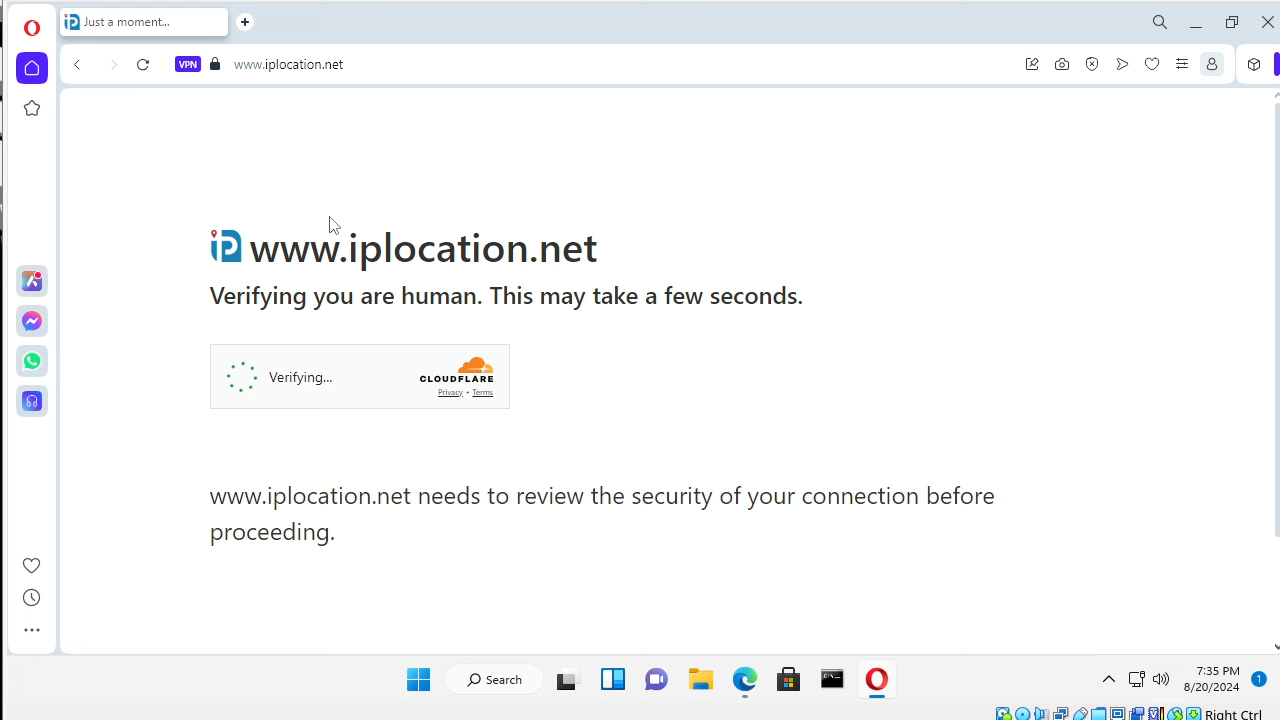 Just a moment...
VPN
www.iplocation.net
www.iplocation.net
Verifying you are human. This may take a few seconds.
Verifying...
CLOUDFLARE
Privacy • Terms
www.iplocation.net needs to review the security of your connection before
proceeding.
Search
7:35 PM
8/20/2024
1
Right Ctrl